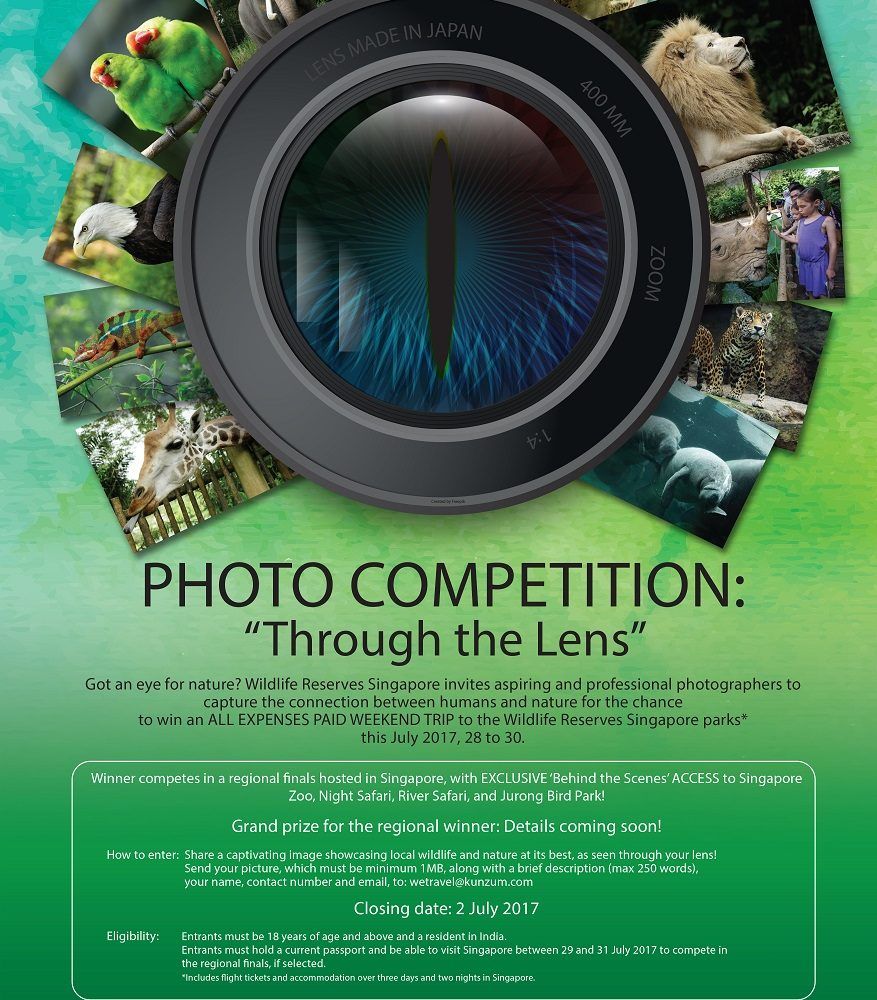 LENS MADE IN JAPAN
400 MM
ZOOM
1:4
Created by Freepik
PHOTO COMPETITION:
“Through the Lens”
Got an eye for nature? Wildlife Reserves Singapore invites aspiring and professional photographers to
capture the connection between humans and nature for the chance
to win an ALL EXPENSES PAID WEEKEND TRIP to the Wildlife Reserves Singapore parks*
this July 2017, 28 to 30.
Winner competes in a regional finals hosted in Singapore, with EXCLUSIVE ‘Behind the Scenes’ ACCESS to Singapore
Zoo, Night Safari, River Safari, and Jurong Bird Park!
Grand prize for the regional winner: Details coming soon!
How to enter: Share a captivating image showcasing local wildlife and nature at its best, as seen through your lens!
Send your picture, which must be minimum 1MB, along with a brief description (max 250 words),
your name, contact number and email, to: wetravel@kunzum.com
Closing date: 2 July 2017
Eligibility: Entrants must be 18 years of age and above and a resident in India.
Entrants must hold a current passport and be able to visit Singapore between 29 and 31 July 2017 to compete in
the regional finals, if selected.
*Includes flight tickets and accommodation over three days and two nights in Singapore.